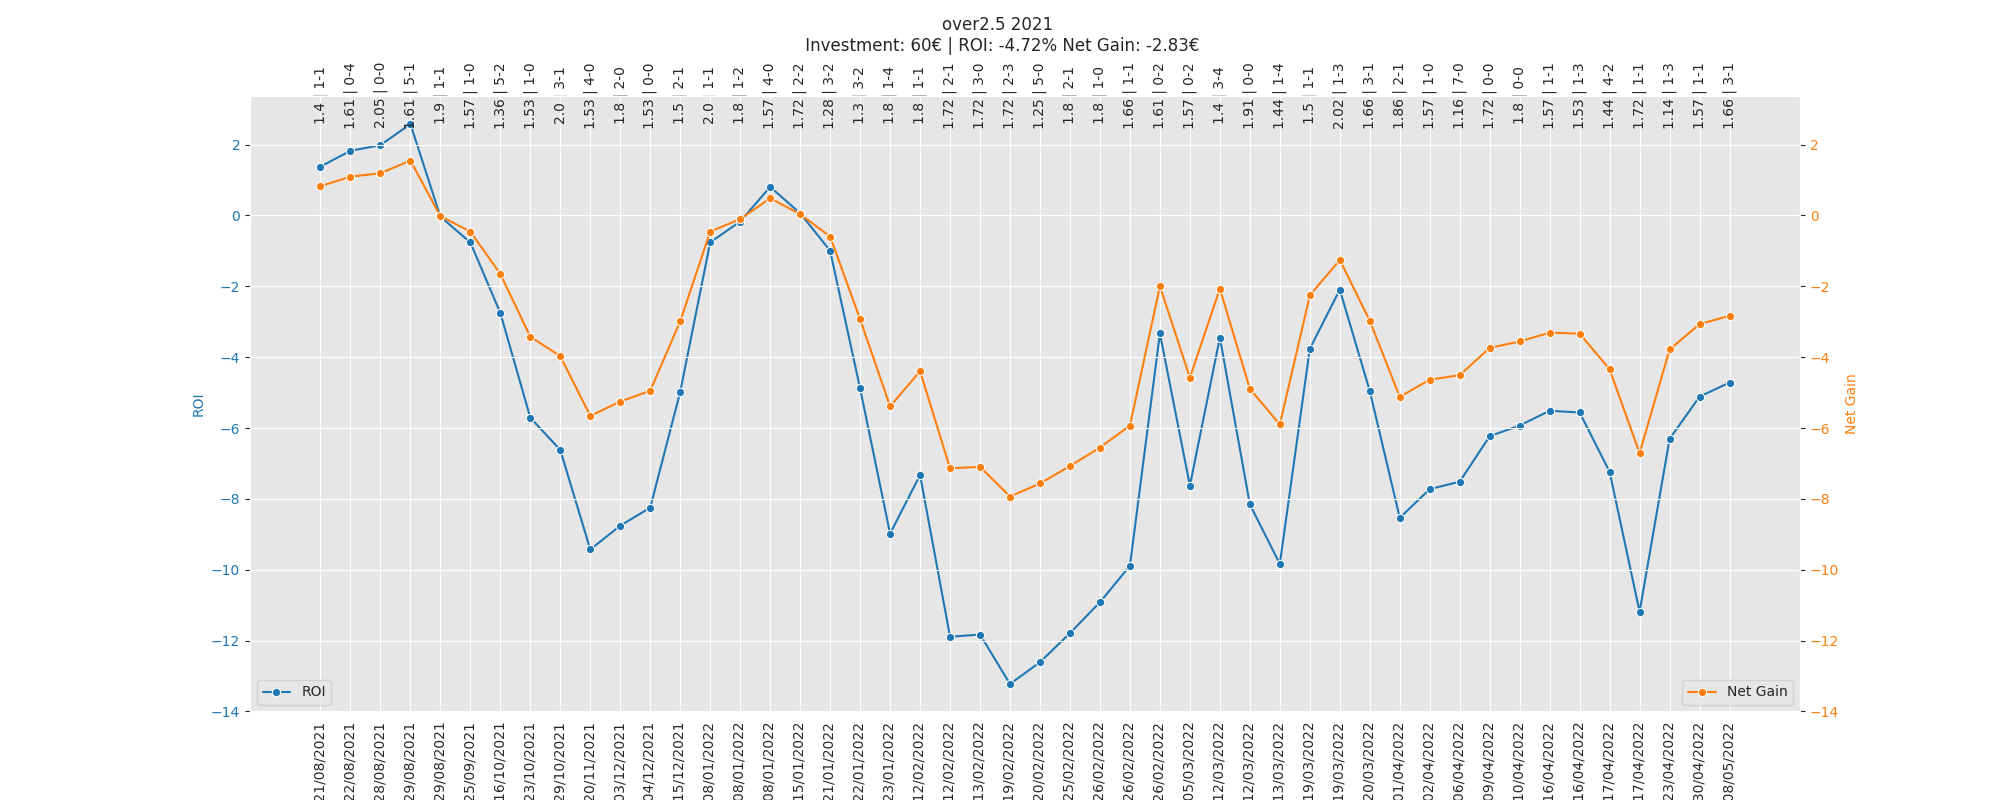 over2.5 2021
Investment: 60€ | ROI: -4.72% Net Gain: -2.83€
1.4 | 1-1
1.61 | 0-4
2.05 | 0-0
1.61 | 5-1
1.9 | 1-1
1.57 | 1-0
1.36 | 5-2
1.53 | 1-0
2.0 | 3-1
1.53 | 4-0
1.8 | 2-0
1.53 | 0-0
1.5 | 2-1
2.0 | 1-1
1.8 | 1-2
1.57 | 4-0
1.72 | 2-2
1.28 | 3-2
1.3 | 3-2
1.8 | 1-4
1.8 | 1-1
1.72 | 2-1
1.72 | 3-0
1.72 | 2-3
1.25 | 5-0
1.8 | 2-1
1.8 | 1-0
1.66 | 1-1
1.61 | 0-2
1.57 | 0-2
1.4 | 3-4
1.91 | 0-0
1.44 | 1-4
1.5 | 1-1
2.02 | 1-3
1.66 | 3-1
1.86 | 2-1
1.57 | 1-0
1.16 | 7-0
1.72 | 0-0
1.8 | 0-0
1.57 | 1-1
1.53 | 1-3
1.44 | 4-2
1.72 | 1-1
1.14 | 1-3
1.57 | 1-1
1.66 | 3-1
2
0
−2
−4
−6
−8
−10
−12
−14
ROI
2
0
−2
−4
−6
−8
−10
−12
−14
Net Gain
ROI
Net Gain
21/08/2021
22/08/2021
28/08/2021
29/08/2021
29/08/2021
25/09/2021
16/10/2021
23/10/2021
29/10/2021
20/11/2021
03/12/2021
04/12/2021
15/12/2021
08/01/2022
08/01/2022
08/01/2022
15/01/2022
21/01/2022
22/01/2022
23/01/2022
12/02/2022
12/02/2022
13/02/2022
19/02/2022
20/02/2022
25/02/2022
26/02/2022
26/02/2022
26/02/2022
05/03/2022
12/03/2022
12/03/2022
13/03/2022
19/03/2022
19/03/2022
20/03/2022
01/04/2022
02/04/2022
06/04/2022
09/04/2022
10/04/2022
16/04/2022
16/04/2022
17/04/2022
17/04/2022
23/04/2022
30/04/2022
08/05/2022